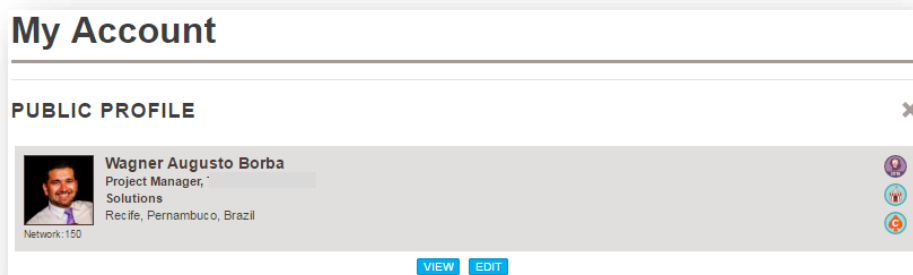 My Account
PUBLIC PROFILE
Wagner Augusto Borba
Project Manager,
Solutions
Recife, Pernambuco, Brazil
Network:150
VIEW EDIT